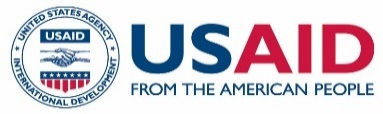 UNITED STATES AGENCY
USAID
INTERNATIONAL DEVELOPMENT
USAID
FROM THE AMERICAN PEOPLE